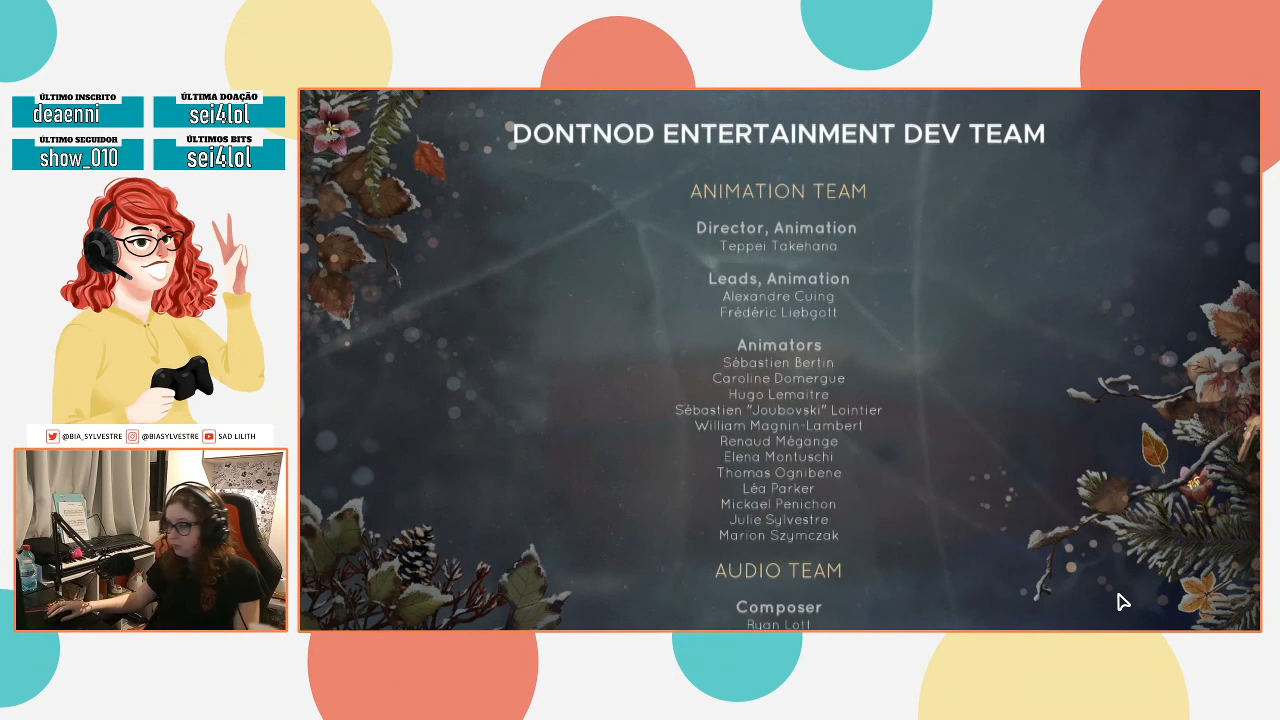 ÚLTIMO INSCRITO
deaenni
ÚLTIMA DOAÇÃO
sei4lol
ÚLTIMO SEGUIDOR
show_010
ÚLTIMOS BITS
sei4lol
@BIA_SYLVESTRE @BIASYLVESTRE SAD LILITH
DONTNOD ENTERTAINMENT DEV TEAM
ANIMATION TEAM
Director, Animation
Teppei Takehana
Leads, Animation
Alexandre Cuing
Frédéric Liebgott
Animators
Sébastien Bertin
Caroline Domergue
Hugo Lemaitre
Sébastien "Joubovski" Lointier
William Magnin-Lambert
Renaud Mégange
Elena Montuschi
Thomas Ognibene
Léa Parker
Mickael Penichon
Julie Sylvestre
Marion Szymczak
AUDIO TEAM
Composer
Ryan Lott